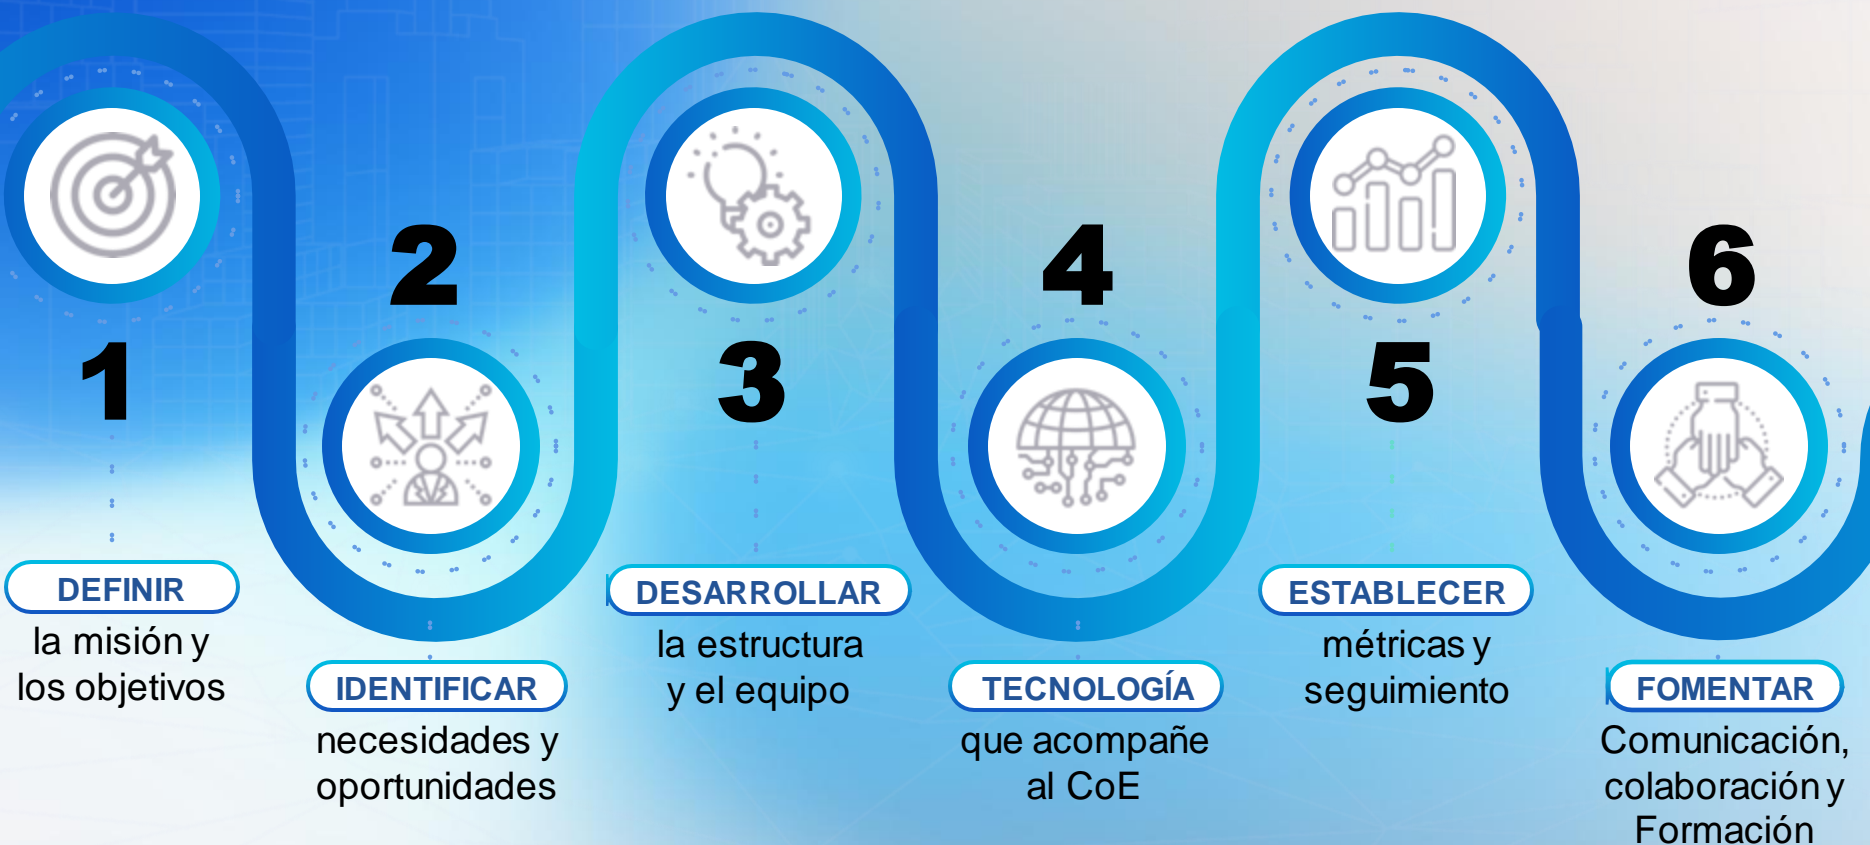 1
DEFINIR
la misión y
los objetivos
2
IDENTIFICAR
necesidades y
oportunidades
3
DESARROLLAR
la estructura
y el equipo
4
TECNOLOGÍA
que acompañe
al CoE
5
ESTABLECER
métricas y
seguimiento
6
FOMENTAR
Comunicación,
colaboración y
Formación